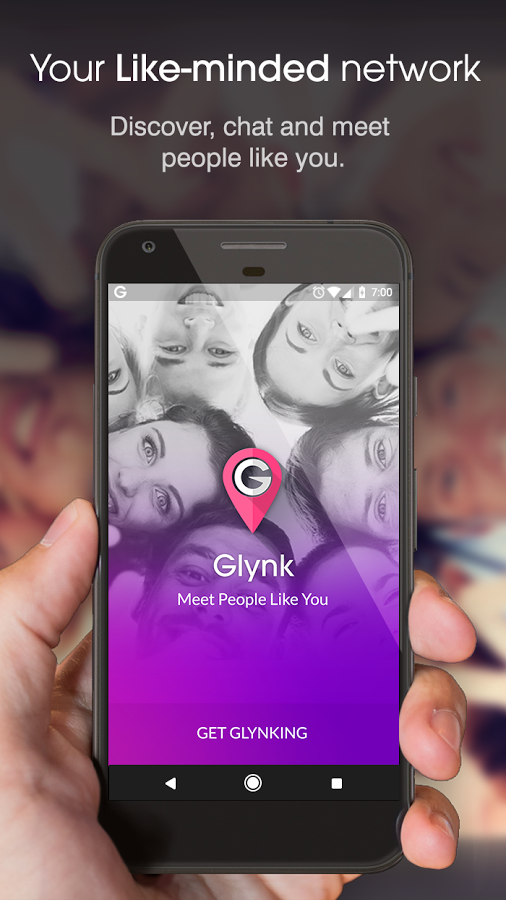 Your Like-minded network
Discover, chat and meet
people like you.
G
7:00
G
Glynk
Meet People Like You
GET GLYNKING